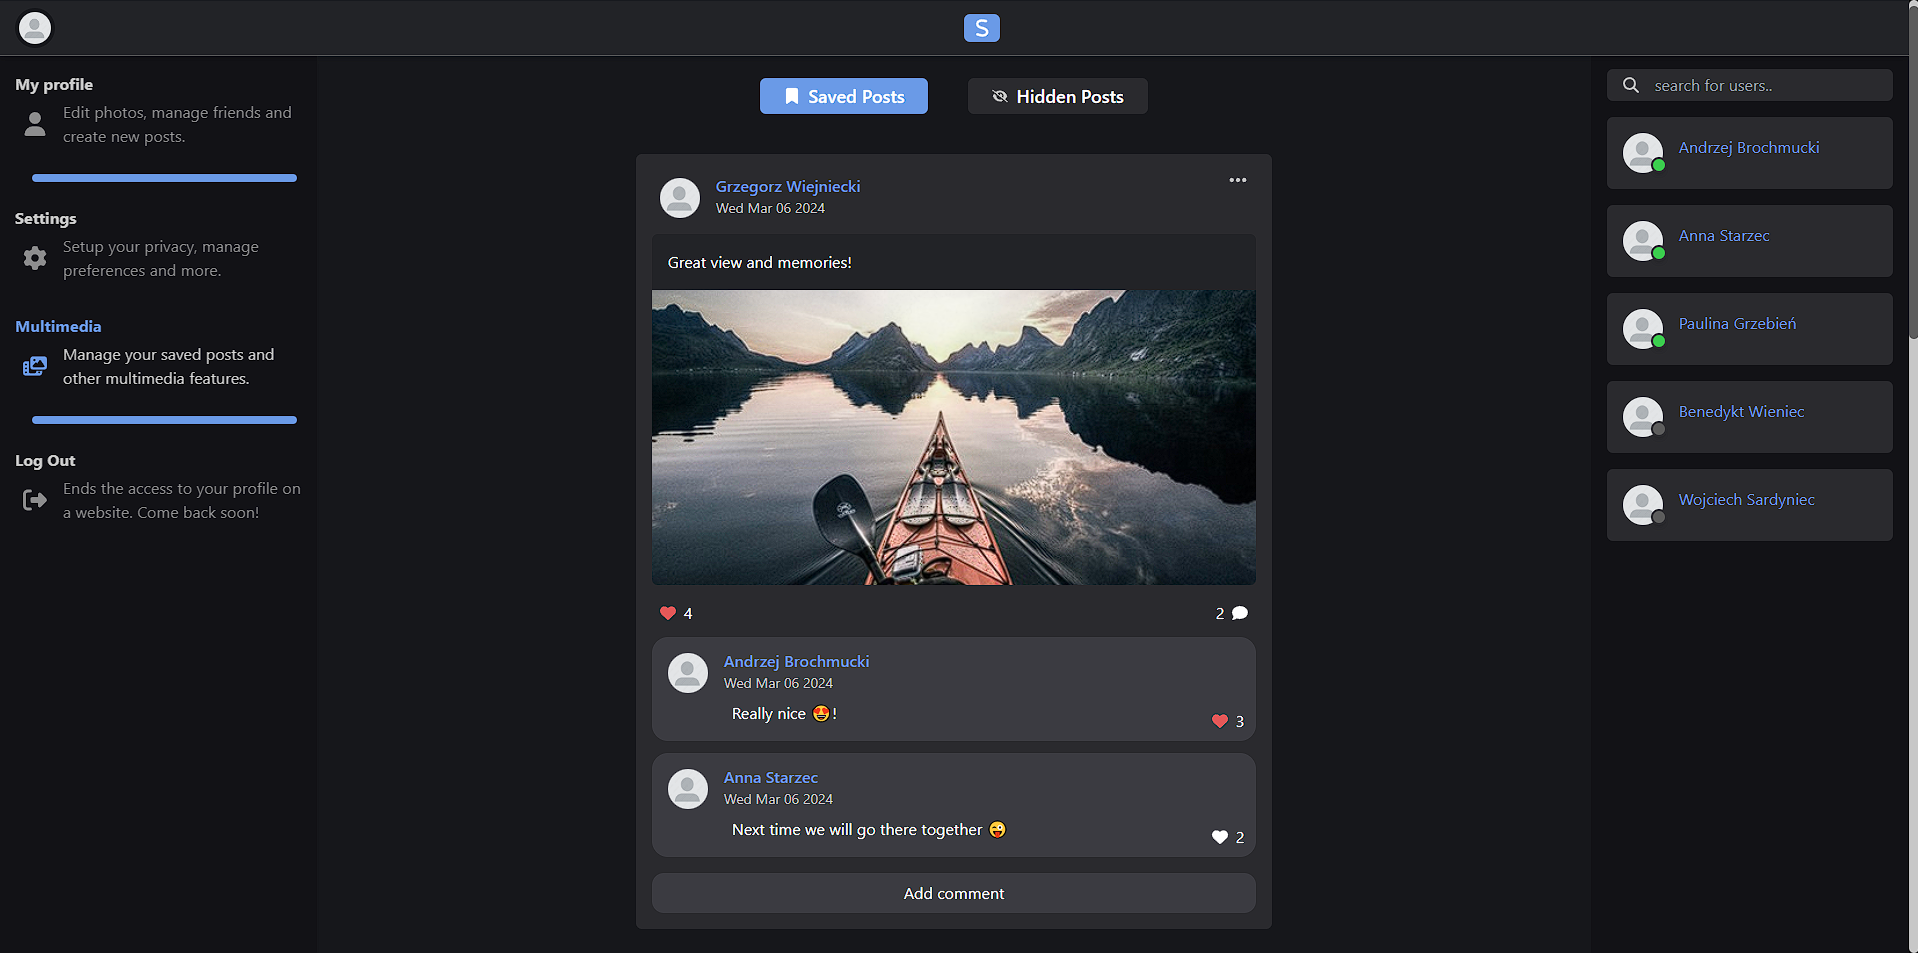 S
My profile
Edit photos, manage friends and
create new posts.
Settings
Setup your privacy, manage
preferences and more.
Multimedia
Manage your saved posts and
other multimedia features.
Log Out
Ends the access to your profile on
a website. Come back soon!
Saved Posts
Hidden Posts
Grzegorz Wiejniecki
Wed Mar 06 2024
Great view and memories!
4
2
Andrzej Brochmucki
Wed Mar 06 2024
Really nice 😍!
3
Anna Starzec
Wed Mar 06 2024
Next time we will go there together 😜
2
Add comment
search for users..
Andrzej Brochmucki
Anna Starzec
Paulina Grzebień
Benedykt Wieniec
Wojciech Sardyniec